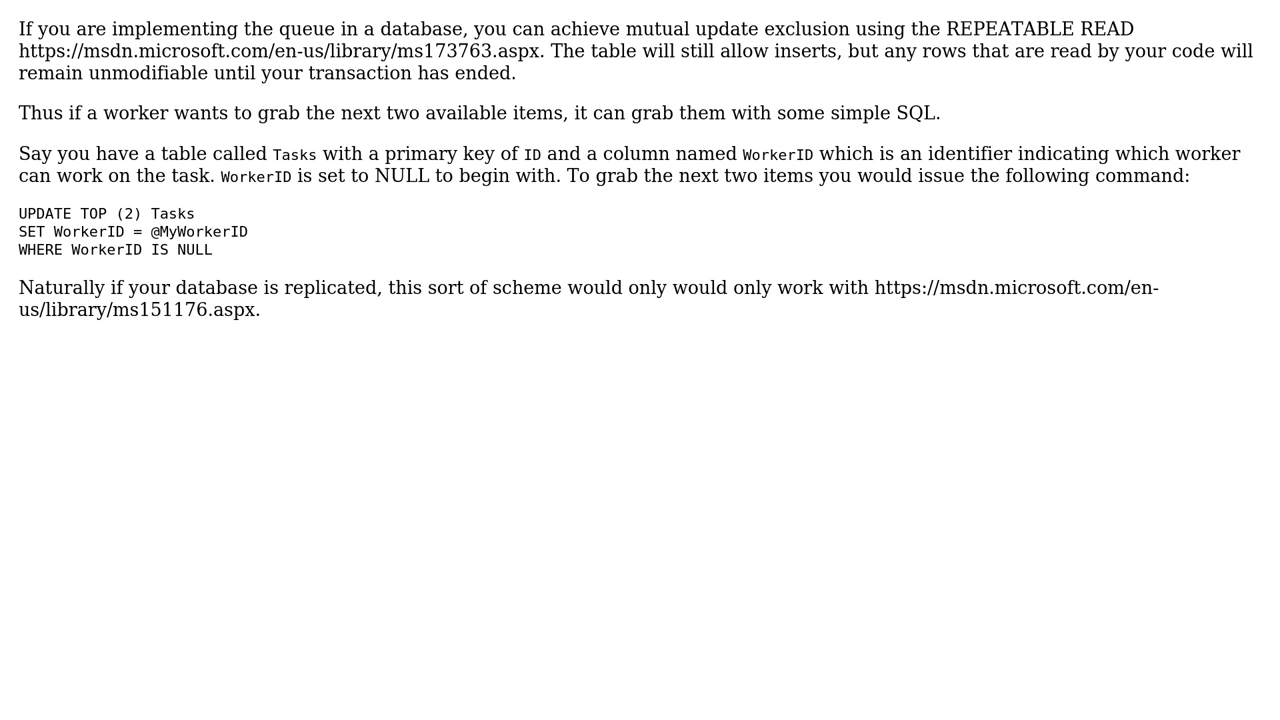 If you are implementing the queue in a database, you can achieve mutual update exclusion using the REPEATABLE READ
https://msdn.microsoft.com/en-us/library/ms173763.aspx. The table will still allow inserts, but any rows that are read by your code will
remain unmodifiable until your transaction has ended.
Thus if a worker wants to grab the next two available items, it can grab them with some simple SQL.
Say you have a table called Tasks with a primary key of ID and a column named WorkerID which is an identifier indicating which worker
can work on the task. WorkerID is set to NULL to begin with. To grab the next two items you would issue the following command:
UPDATE TOP (2) Tasks
SET WorkerID = @MyWorkerID
WHERE WorkerID IS NULL
Naturally if your database is replicated, this sort of scheme would only would only work with https://msdn.microsoft.com/en-
us/library/ms151176.aspx.